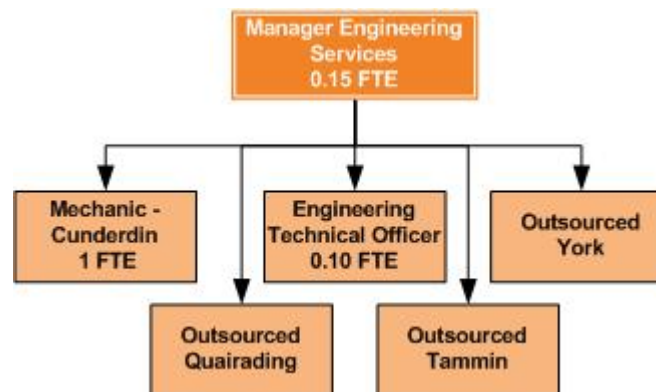 Manager Engineering
Services
0.15 FTE
Mechanic -
Cunderdin
1 FTE
Engineering
Technical Officer
0.10 FTE
Outsourced
York
Outsourced
Quairading
Outsourced
Tammin